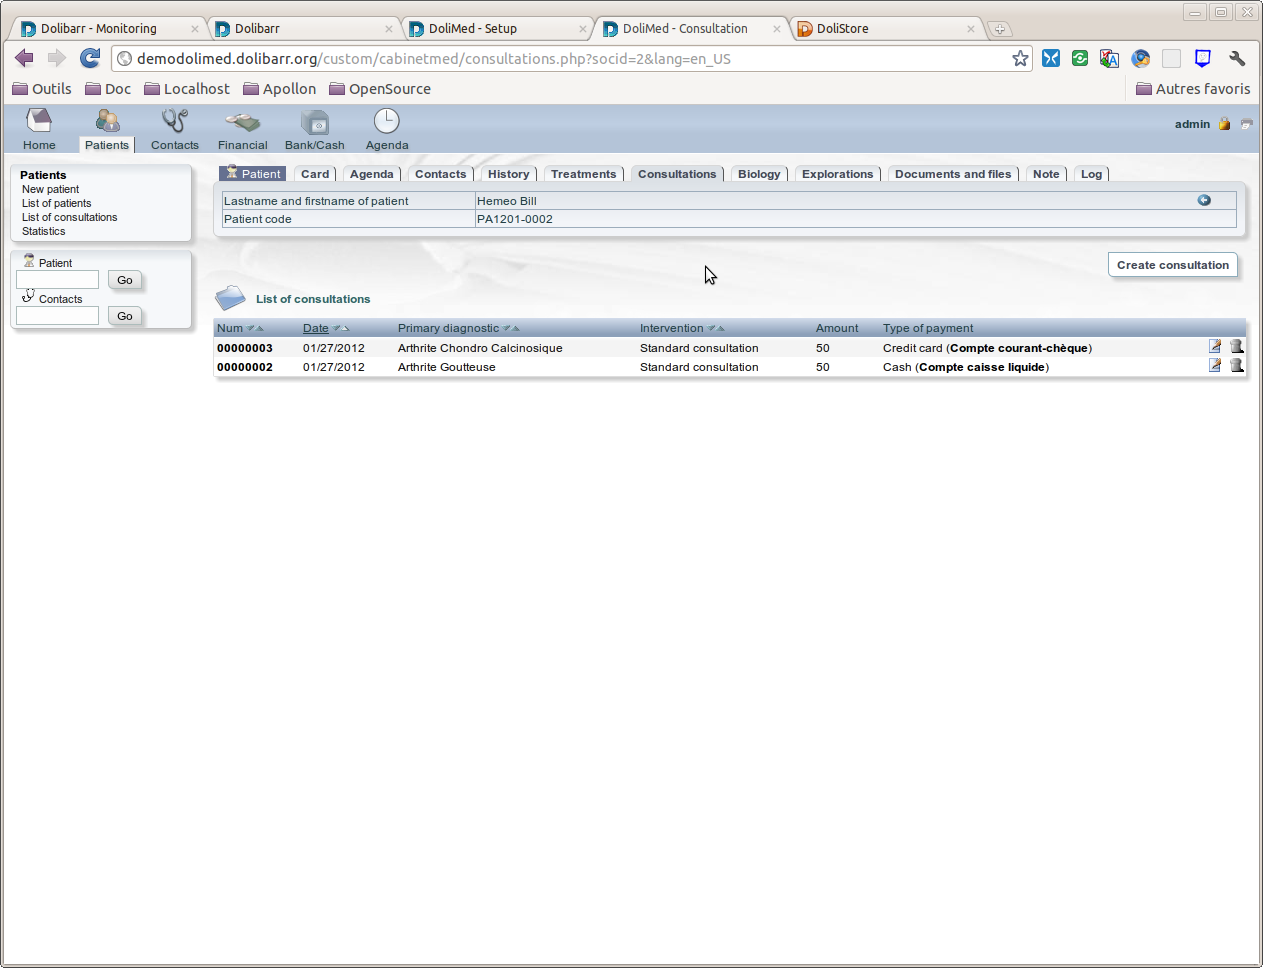 Dolibarr - Monitoring
Dolibarr
DoliMed - Setup
DoliMed - Consultation
DoliStore
demodolimed.dolibarr.org/custom/cabinetmed/consultations.php?socid=2&lang=en_US
Outils Doc Localhost Apollon OpenSource Autres favoris
Home Patients Contacts Financial Bank/Cash Agenda
admin
Patients
New patient
List of patients
List of consultations
Statistics
Patient
Go
Contacts
Go
Patient Card Agenda Contacts History Treatments Consultations Biology Explorations Documents and files Note Log
Lastname and firstname of patient Hemeo Bill
Patient code PA1201-0002
Create consultation
List of consultations
Num Date Primary diagnostic Intervention Amount Type of payment
00000003 01/27/2012 Arthrite Chondro Calcinosique Standard consultation 50 Credit card (Compte courant-chèque)
00000002 01/27/2012 Arthrite Goutteuse Standard consultation 50 Cash (Compte caisse liquide)